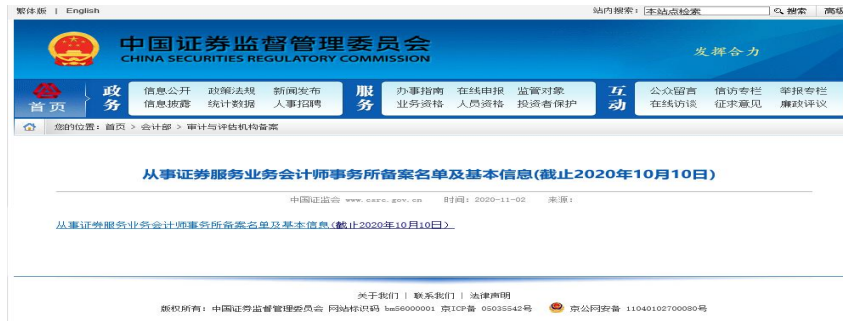 繁体版 | English 站内搜索: 本站点检索 搜索 高级
中国证券监督管理委员会
CHINA SECURITIES REGULATORY COMMISSION
发挥合力
首页 政务 信息公开 政策法规 新闻发布 服务 办事指南 在线申报 监管对象 互动 公众留言 信访专栏 举报专栏
信息披露 统计数据 人事招聘 业务资格 人员资格 投资者保护 在线访谈 征求意见 廉政评议
您的位置：首页 > 会计部 > 审计与评估机构备案
从事证券服务业务会计师事务所备案名单及基本信息(截止2020年10月10日)
中国证监会 www.csrc.gov.cn 时间：2020-11-02 来源：
从事证券服务业务会计师事务所备案名单及基本信息(截止2020年10月10日)
关于我们 | 联系我们 | 法律声明
版权所有：中国证券监督管理委员会 网站标识码 bm56000001 京ICP备 05035542号 京公网安备 11040102700080号